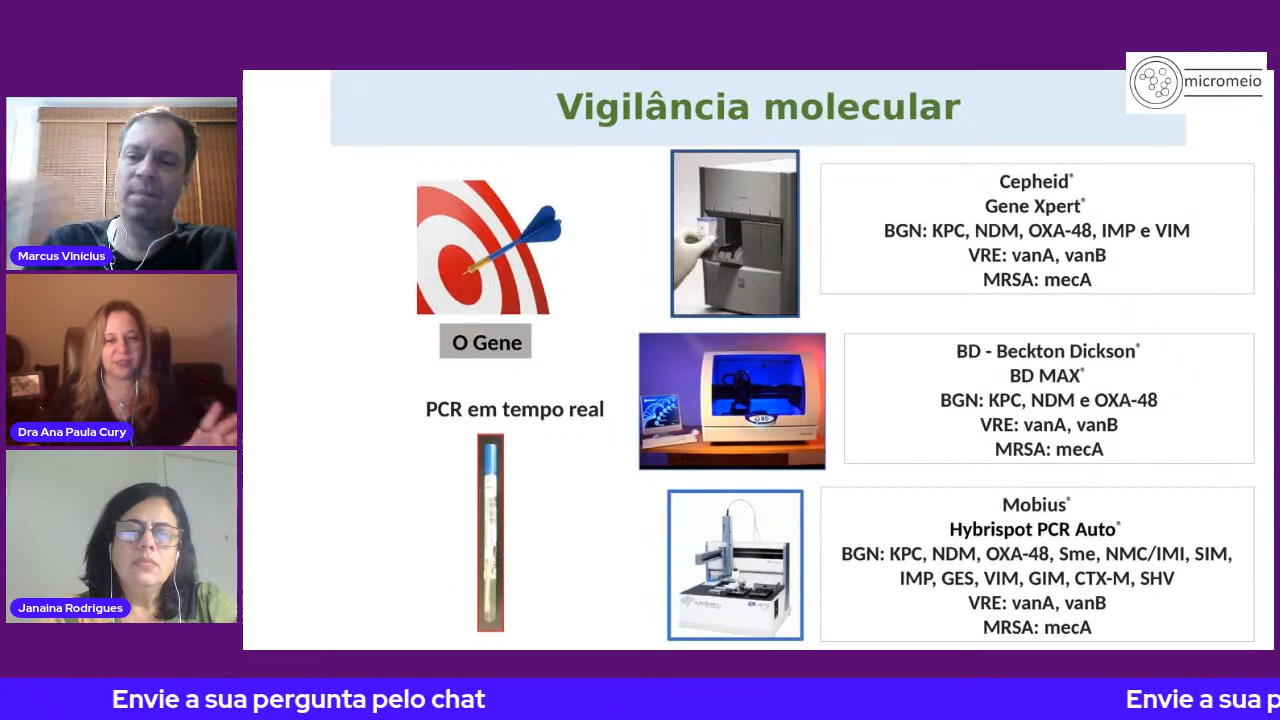 micromeio
Vigilância molecular
Marcus Vinícius
Dra Ana Paula Cury
Janaina Rodrigues
O Gene
PCR em tempo real
Cepheid®
Gene Xpert®
BGN: KPC, NDM, OXA-48, IMP e VIM
VRE: vanA, vanB
MRSA: mecA
BD - Beckton Dickson®
BD MAX®
BGN: KPC, NDM e OXA-48
VRE: vanA, vanB
MRSA: mecA
Mobius®
Hybrispot PCR Auto®
BGN: KPC, NDM, OXA-48, Sme, NMC/IMI, SIM,
IMP, GES, VIM, GIM, CTX-M, SHV
VRE: vanA, vanB
MRSA: mecA
Envie a sua pergunta pelo chat
Envie a sua p